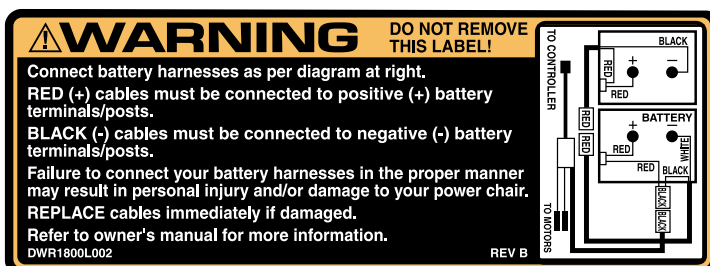 WARNING
DO NOT REMOVE
THIS LABEL!
Connect battery harnesses as per diagram at right.
RED (+) cables must be connected to positive (+) battery
terminals/posts.
BLACK (-) cables must be connected to negative (-) battery
terminals/posts.
Failure to connect your battery harnesses in the proper manner
may result in personal injury and/or damage to your power chair.
REPLACE cables immediately if damaged.
Refer to owner's manual for more information.
DWR1800L002
REV B
TO CONTROLLER
BLACK
RED
+
−
RED
RED
RED
BATTERY
+
−
RED
WHITE
RED
BLACK
BLACK
BLACK
BLACK
BLACK
TO MOTORS